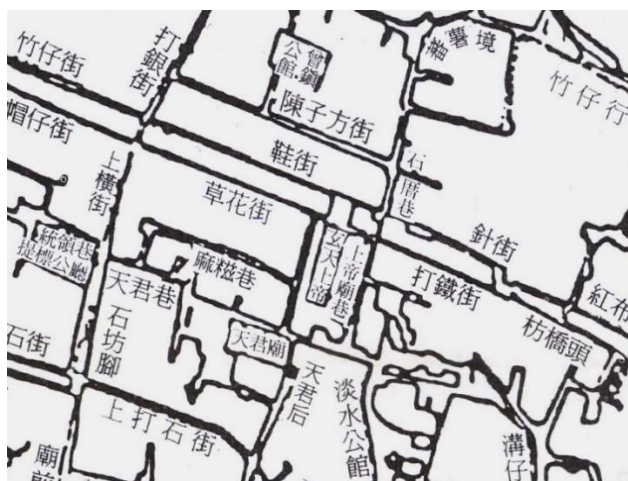 竹仔街
打銀街
曾鎮
公館
境
薯
竹仔行
陳子方街
帽仔街
上橫街
鞋街
石
厝巷
草花街
針街
統領巷
提標公廳
天君巷
麻糍巷
玄天上帝
上帝廟巷
打鐵街
紅布
石街
石坊腳
天君廟
天君后
淡水公館
枋橋頭
上打石街
溝仔
廟前